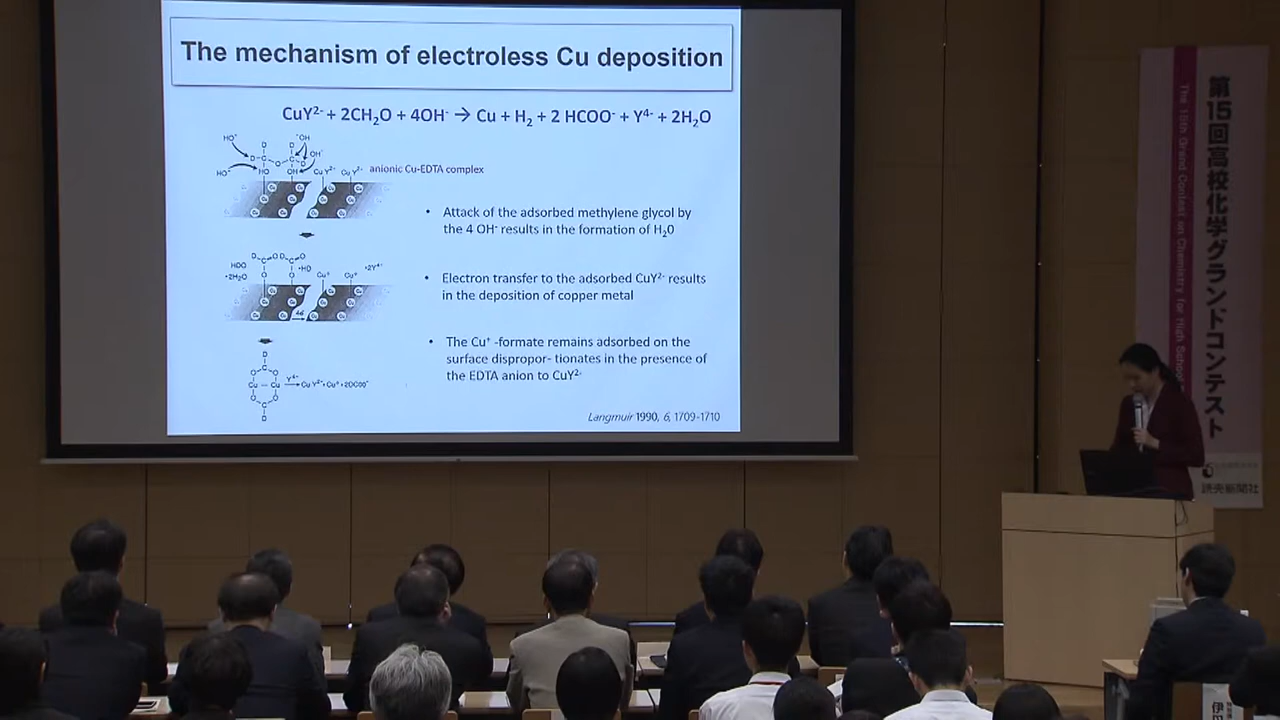 The mechanism of electroless Cu deposition
CuY²⁻ + 2CH₂O + 4OH⁻ → Cu + H₂ + 2 HCOO⁻ + Y⁴⁻ + 2H₂O
anionic Cu-EDTA complex
• Attack of the adsorbed methylene glycol by
the 4 OH⁻ results in the formation of H₂0
• Electron transfer to the adsorbed CuY²⁻ results
in the deposition of copper metal
• The Cu⁺ -formate remains adsorbed on the
surface dispropor- tionates in the presence of
the EDTA anion to CuY²⁻
Langmuir 1990, 6, 1709-1710
第15回高校化学グランドコンテスト
The 15th Grand Contest on Chemistry for High School
読売新聞社